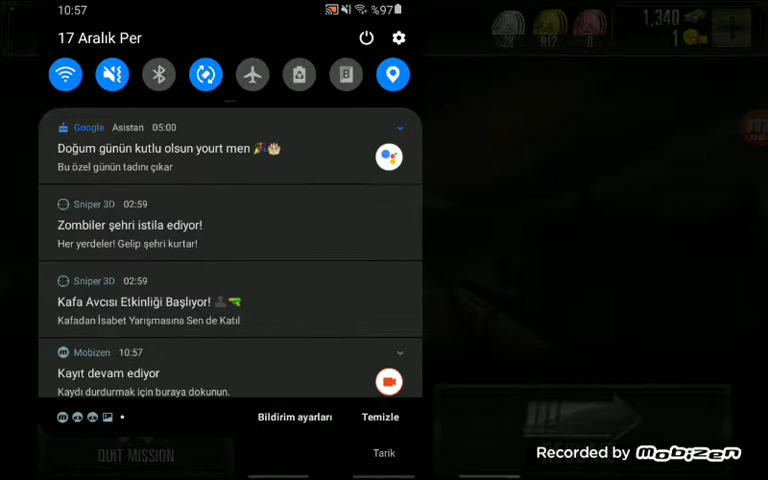 10:57
%97
17 Aralık Per
28
912
1,340
1
Google Asistan 05:00
Doğum günün kutlu olsun yourt men
Bu özel günün tadını çıkar
Sniper 3D 02:59
Zombiler şehri istila ediyor!
Her yerdeler! Gelip şehri kurtar!
Sniper 3D 02:59
Kafa Avcısı Etkinliği Başlıyor!
Kafadan İsabet Yarışmasına Sen de Katıl
Mobizen 10:57
Kayıt devam ediyor
Kaydı durdurmak için buraya dokunun.
Bildirim ayarları Temizle
QUIT MISSION
Tarik
Recorded by Mobizen